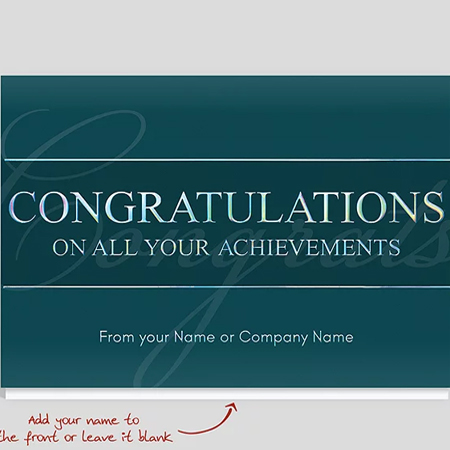 Congrats
CONGRATULATIONS
ON ALL YOUR ACHIEVEMENTS
From your Name or Company Name
Add your name to
the front or leave it blank